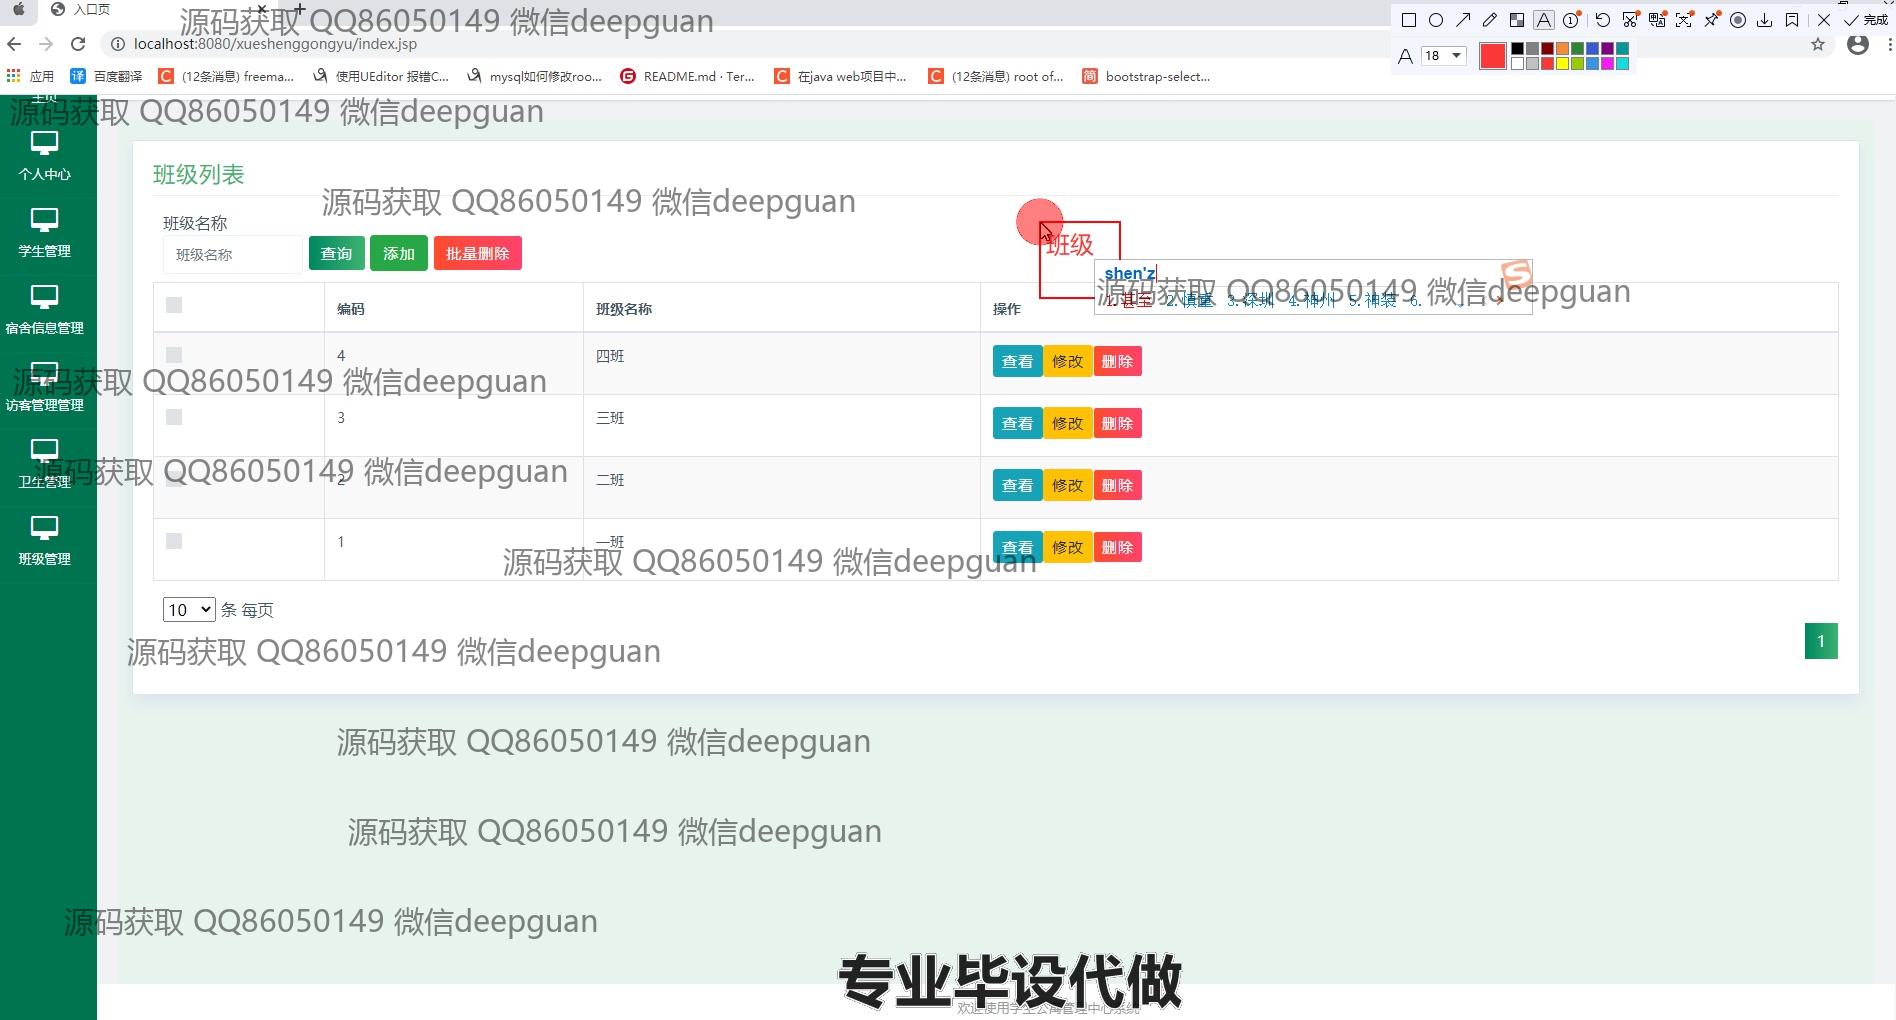 入口页
源码获取 QQ86050149 微信deepguan
完成
localhost:8080/xueshenggongyu/index.jsp
A 18
应用 百度翻译 (12条消息) freema... 使用UEditor 报错C... mysql如何修改roo... README.md · Ter... 在java web项目中... (12条消息) root of... bootstrap-select...
主页
源码获取 QQ86050149 微信deepguan
个人中心
班级列表
源码获取 QQ86050149 微信deepguan
班级名称
学生管理
班级名称 查询 添加 批量删除
班级
shen'z
1.甚至 2.慎重 3.深圳 4.神州 5.神装 6.
源码获取 QQ86050149 微信deepguan
编码 班级名称 操作
宿舍信息管理
4 四班 查看 修改 删除
源码获取 QQ86050149 微信deepguan
访客管理管理
3 三班 查看 修改 删除
源码获取 QQ86050149 微信deepguan
卫生管理
2 二班 查看 修改 删除
1 一班 查看 修改 删除
源码获取 QQ86050149 微信deepguan
班级管理
10 条 每页
1
源码获取 QQ86050149 微信deepguan
源码获取 QQ86050149 微信deepguan
源码获取 QQ86050149 微信deepguan
源码获取 QQ86050149 微信deepguan
专业毕设代做
欢迎使用学生公寓管理中心系统